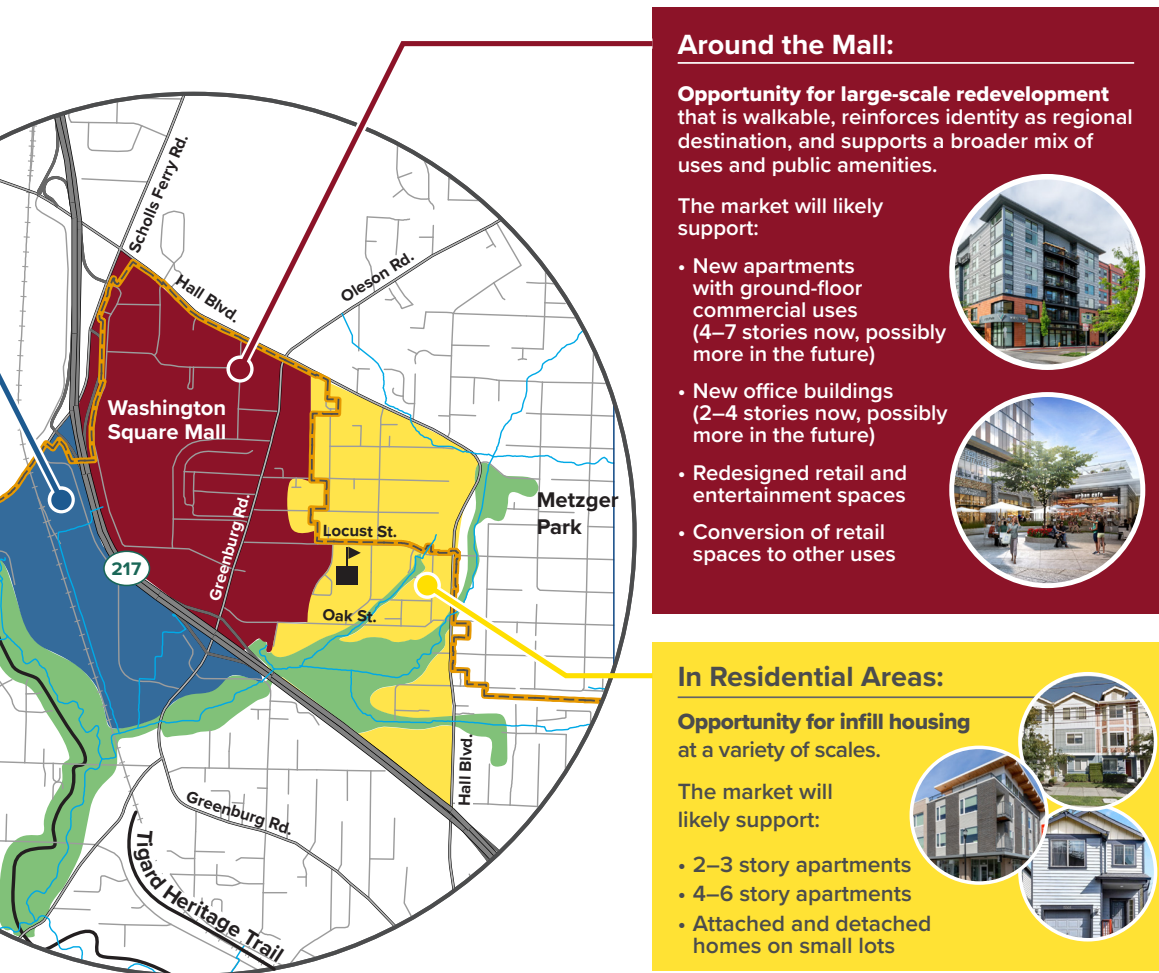 Around the Mall:
Opportunity for large-scale redevelopment
that is walkable, reinforces identity as regional
destination, and supports a broader mix of
uses and public amenities.
The market will likely
support:
• New apartments
with ground-floor
commercial uses
(4–7 stories now, possibly
more in the future)
• New office buildings
(2–4 stories now, possibly
more in the future)
• Redesigned retail and
entertainment spaces
• Conversion of retail
spaces to other uses
urban cafe
In Residential Areas:
Opportunity for infill housing
at a variety of scales.
The market will
likely support:
• 2–3 story apartments
• 4–6 story apartments
• Attached and detached
homes on small lots
Scholls Ferry Rd.
Hall Blvd.
Oleson Rd.
Washington
Square Mall
Greenburg Rd.
Metzger
Park
Locust St.
217
Oak St.
Hall Blvd.
Greenburg Rd.
Tigard Heritage Trail